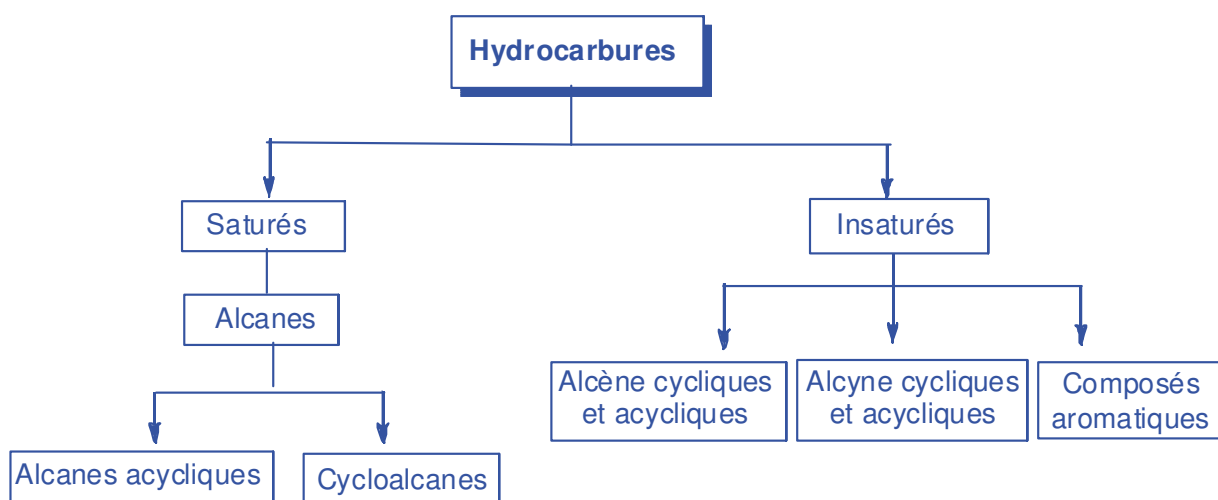 Hydrocarbures
Saturés
Insaturés
Alcanes
Alcène cycliques
et acycliques
Alcyne cycliques
et acycliques
Composés
aromatiques
Alcanes acycliques
Cycloalcanes